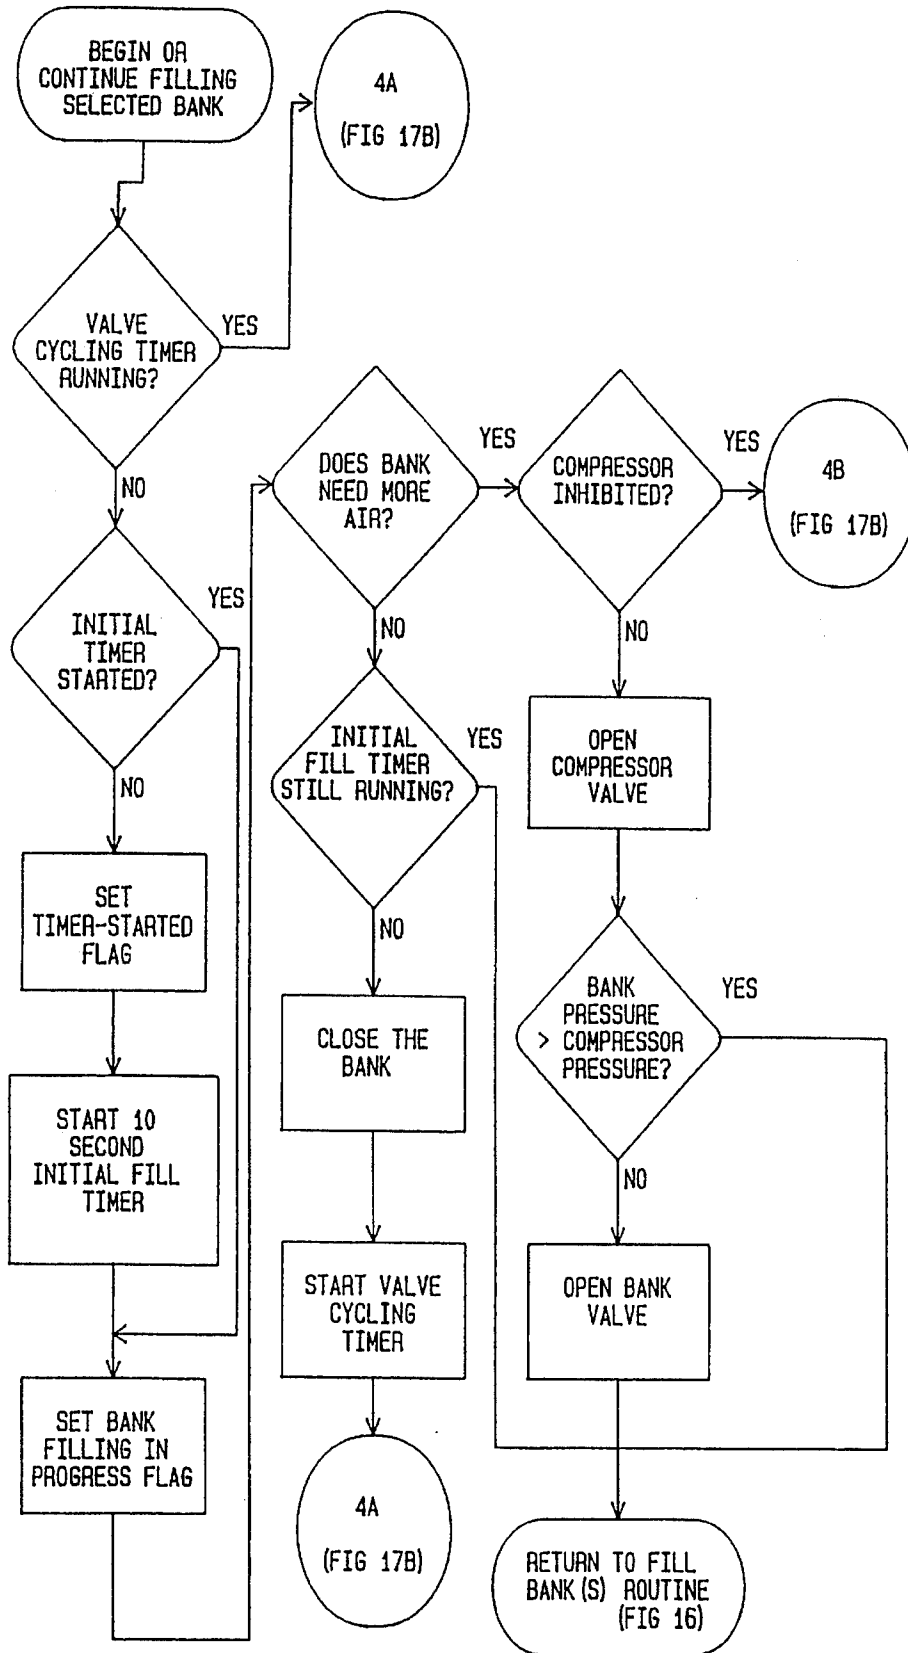 BEGIN OR
CONTINUE FILLING
SELECTED BANK
4A
(FIG 17B)
VALVE
CYCLING TIMER
RUNNING?
YES
NO
INITIAL
TIMER
STARTED?
YES
NO
SET
TIMER-STARTED
FLAG
START 10
SECOND
INITIAL FILL
TIMER
SET BANK
FILLING IN
PROGRESS FLAG
DOES BANK
NEED MORE
AIR?
YES
NO
INITIAL
FILL TIMER
STILL RUNNING?
YES
NO
CLOSE THE
BANK
START VALVE
CYCLING
TIMER
4A
(FIG 17B)
COMPRESSOR
INHIBITED?
YES
4B
(FIG 17B)
NO
OPEN
COMPRESSOR
VALVE
BANK
PRESSURE
> COMPRESSOR
PRESSURE?
YES
NO
OPEN BANK
VALVE
RETURN TO FILL
BANK(S) ROUTINE
(FIG 16)